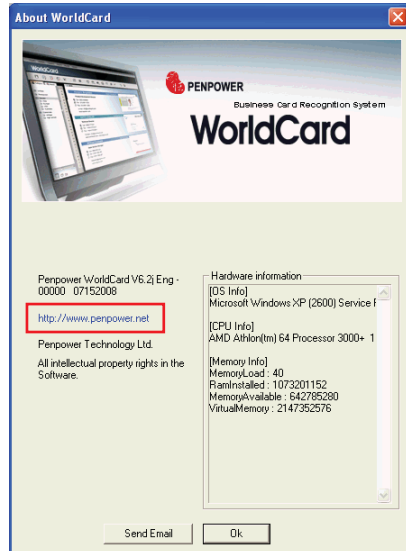 About WorldCard
WorldCard
PENPOWER
Business Card Recognition System
WorldCard
Penpower WorldCard V6.2j Eng -
00000 07152008
http://www.penpower.net
Penpower Technology Ltd.
All intellectual property rights in the
Software.
Hardware information
[OS Info]
Microsoft Windows XP (2600) Service
[CPU Info]
AMD Athlon(tm) 64 Processor 3000+ 1
[Memory Info]
MemoryLoad : 40
RamInstalled : 1073201152
MemoryAvailable : 642785280
VirtualMemory : 2147352576
Send Email
Ok